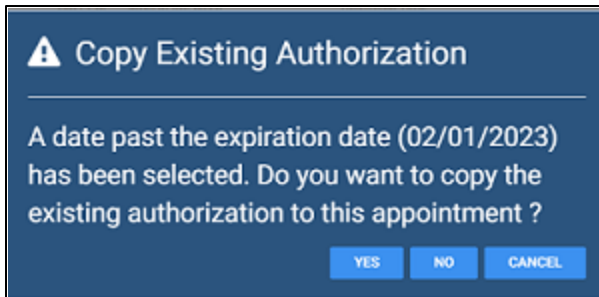 Copy Existing Authorization
A date past the expiration date (02/01/2023)
has been selected. Do you want to copy the
existing authorization to this appointment ?
YES NO CANCEL